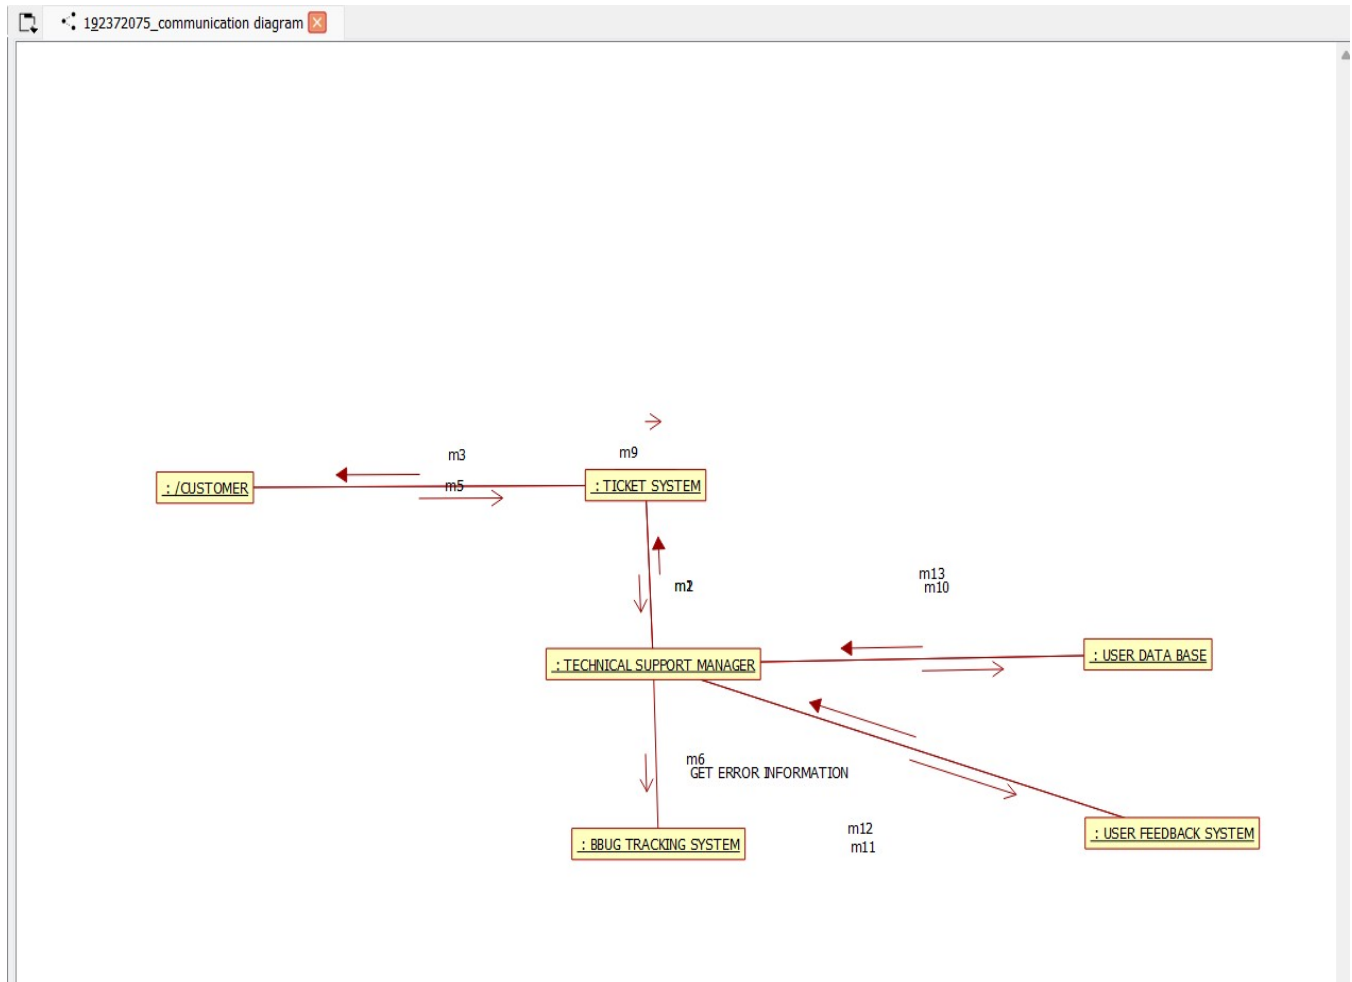 192372075_communication diagram
m3
m9
: /CUSTOMER
m5
: TICKET SYSTEM
m13
m10
: TECHNICAL SUPPORT MANAGER
: USER DATA BASE
m6
GET ERROR INFORMATION
m12
: USER FEEDBACK SYSTEM
: BBUG TRACKING SYSTEM
m11